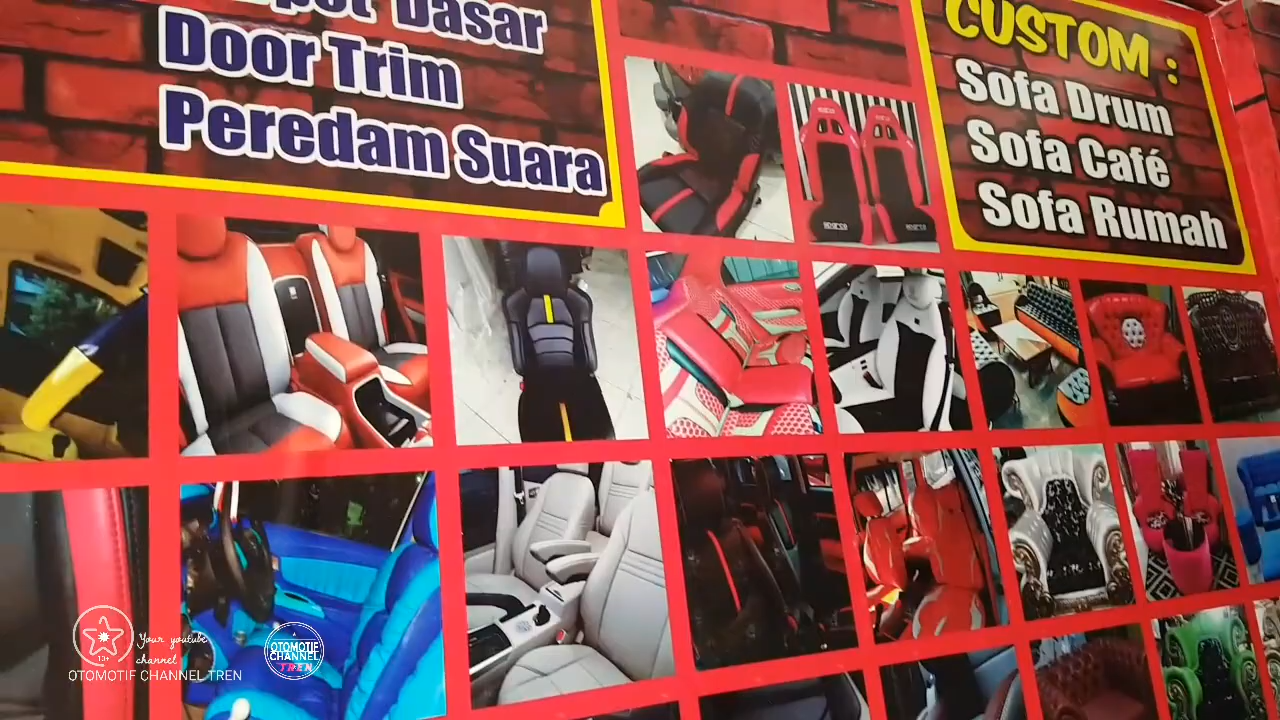 Dasar
Door Trim
Peredam Suara
CUSTOM :
Sofa Drum
Sofa Café
Sofa Rumah
Your youtube
channel
13+
OTOMOTIF CHANNEL TREN
OTOMOTIF
CHANNEL
TREN